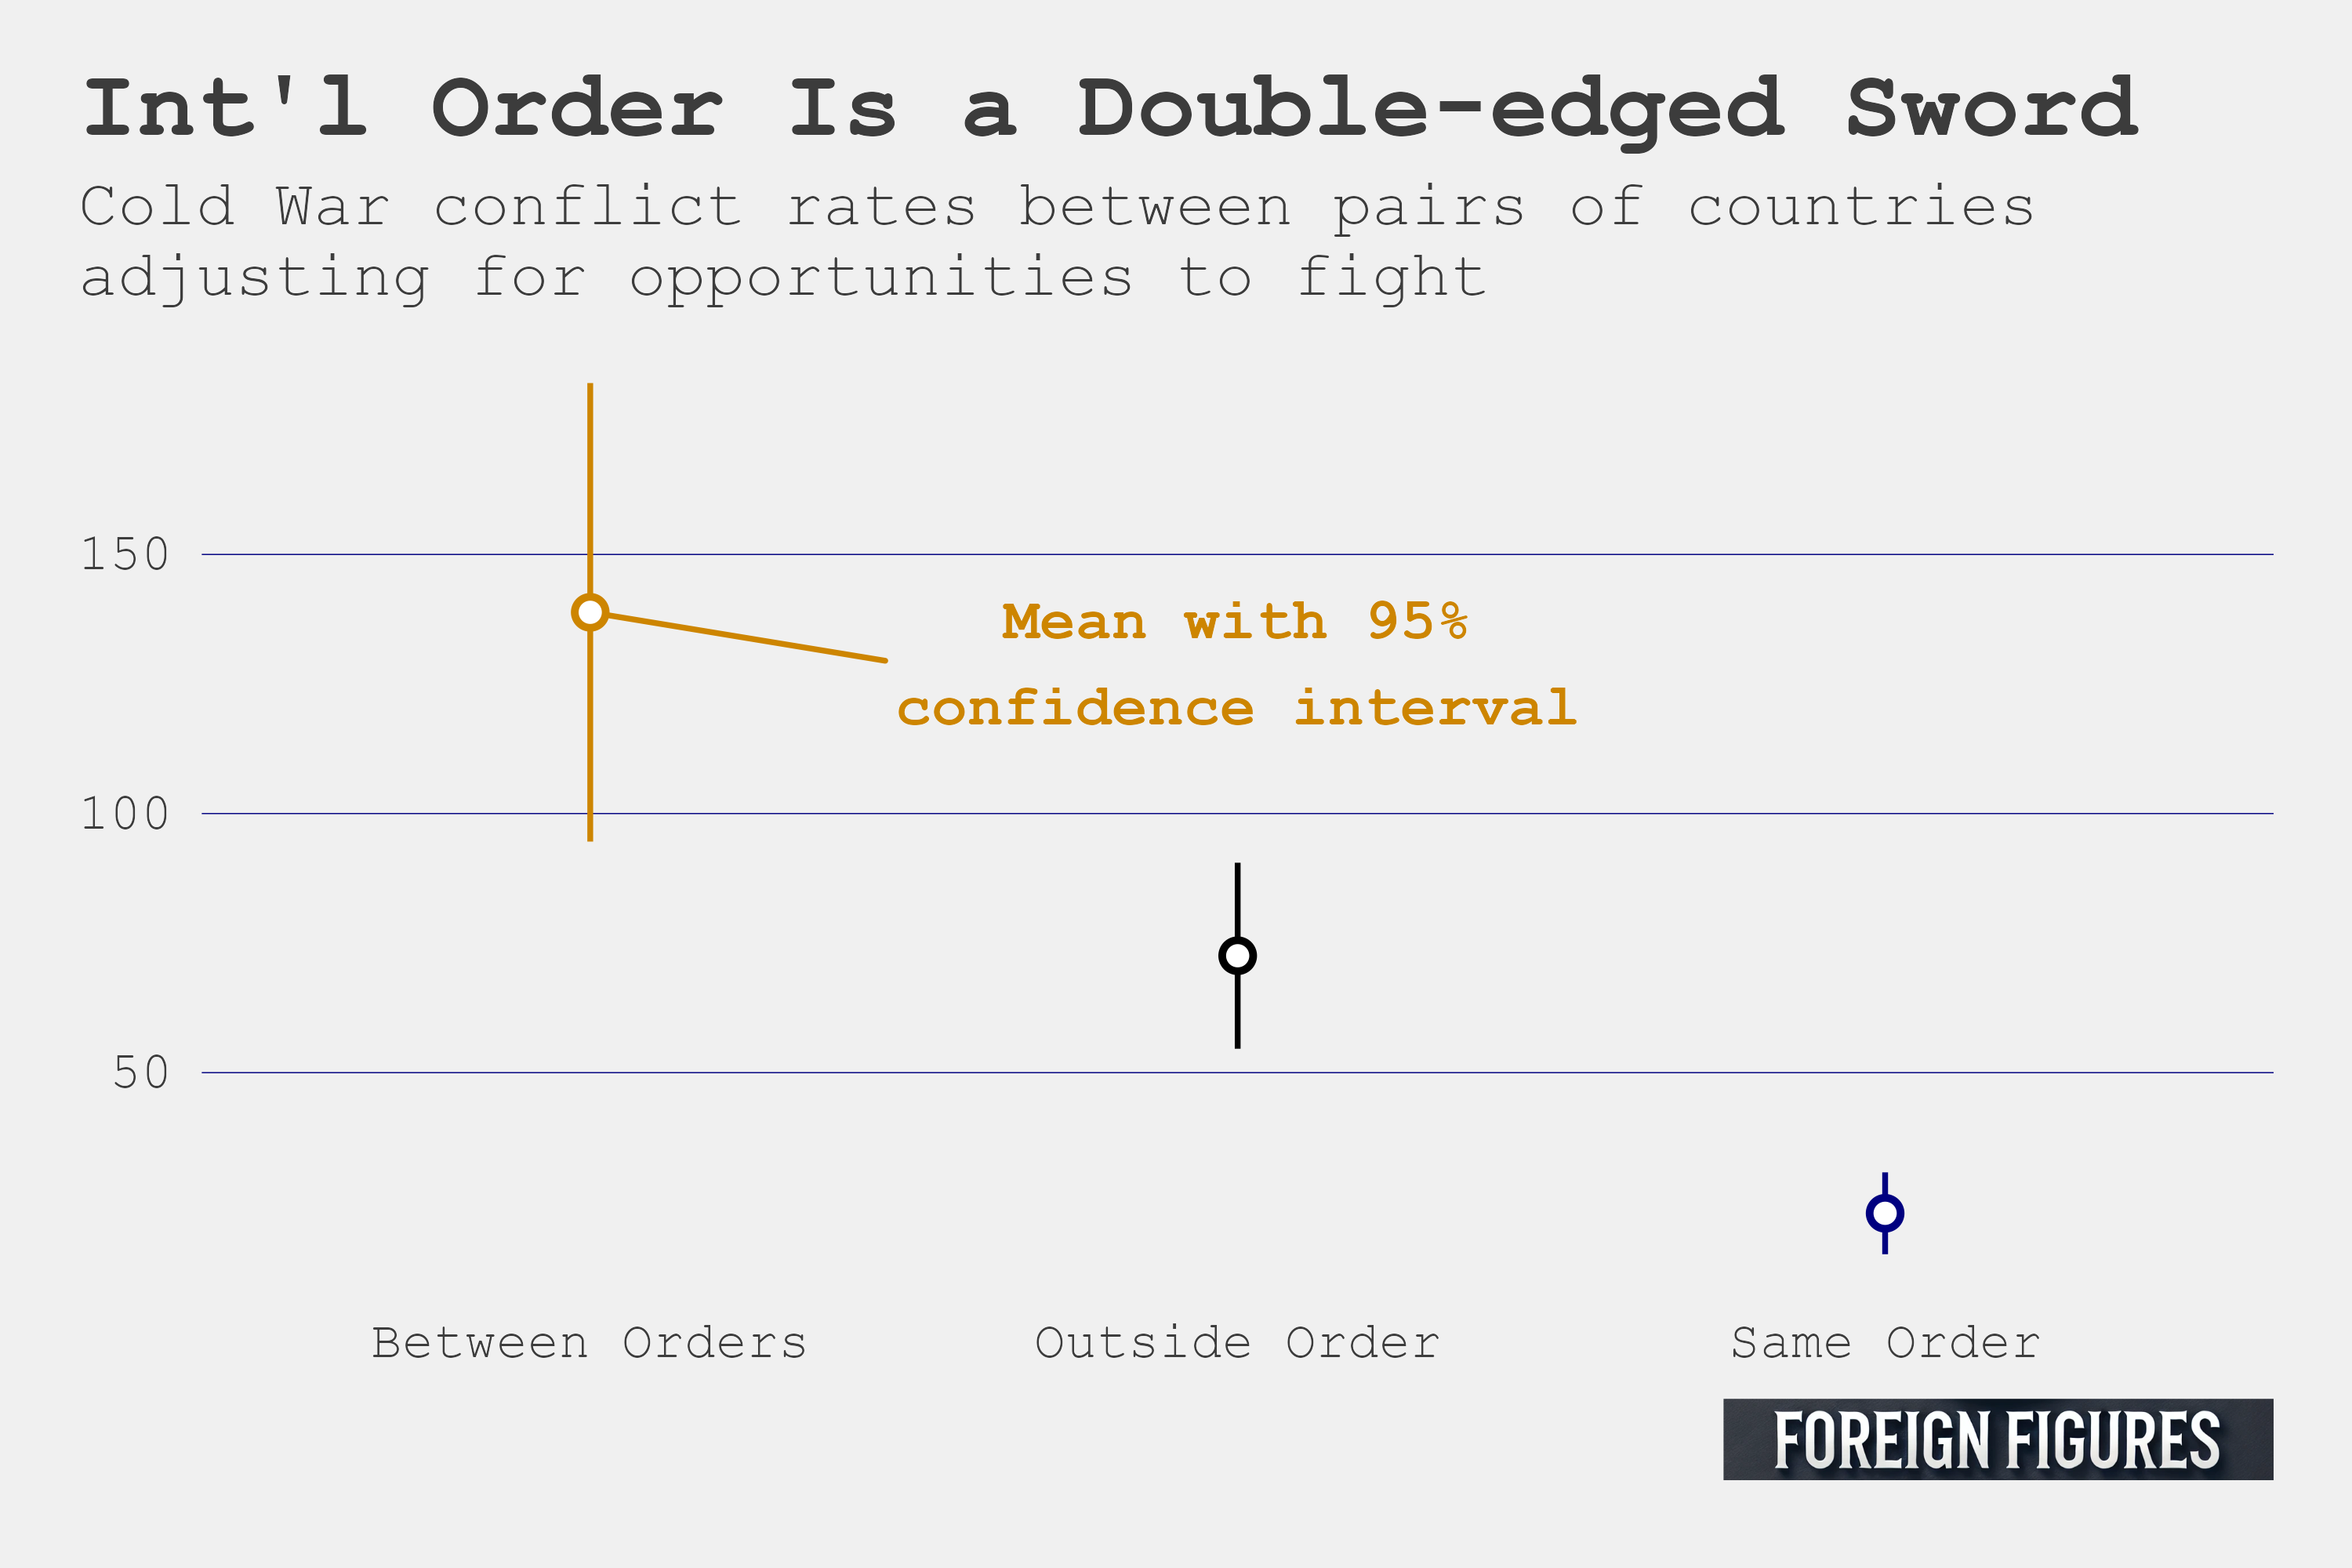 Int'l Order Is a Double-edged Sword
Cold War conflict rates between pairs of countries
adjusting for opportunities to fight
150
Mean with 95%
confidence interval
100
50
Between Orders
Outside Order
Same Order
FOREIGN FIGURES